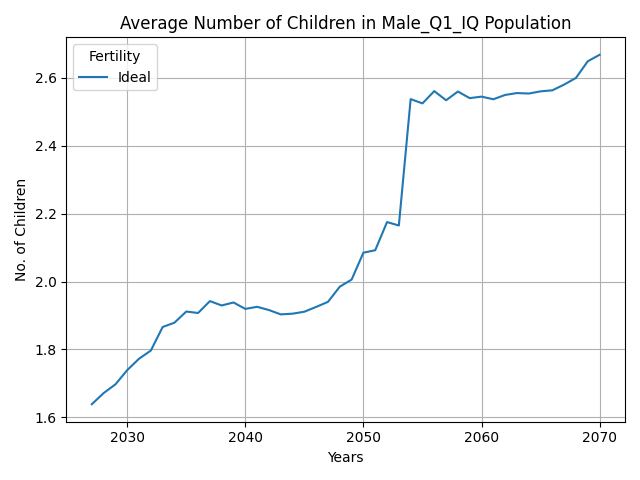 Average Number of Children in Male_Q1_IQ Population
Fertility
Ideal
2.6
2.4
2.2
2.0
1.8
1.6
No. of Children
2030 2040 2050 2060 2070
Years